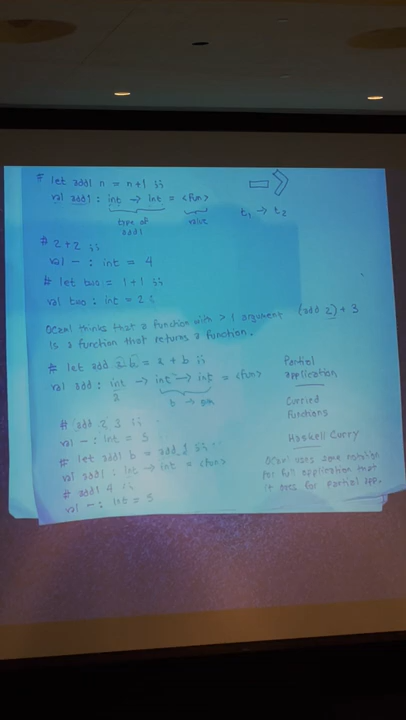 # let add1 n = n+1 ;;
val add1 : int → int = <fun>
type of add1
value
t₁ → t₂
# 2+2 ;;
val - : int = 4
# let two = 1+1 ;;
val two : int = 2 ;
OCaml thinks that a function with > 1 argument
is a function that returns a function.
(add 2) + 3
# let add a b = a + b ;;
val add : int → int → int = <fun>
a
b →
# add 2 3 ;;
val - : int = 5
# let add1 b = add 1 ;;
val add1 : int → int = <fun>
# add1 4 ;;
val - : int = 5
Partial
application
Curried
Functions
Haskell Curry
OCaml uses same notation
for full application that
it does for partial app.